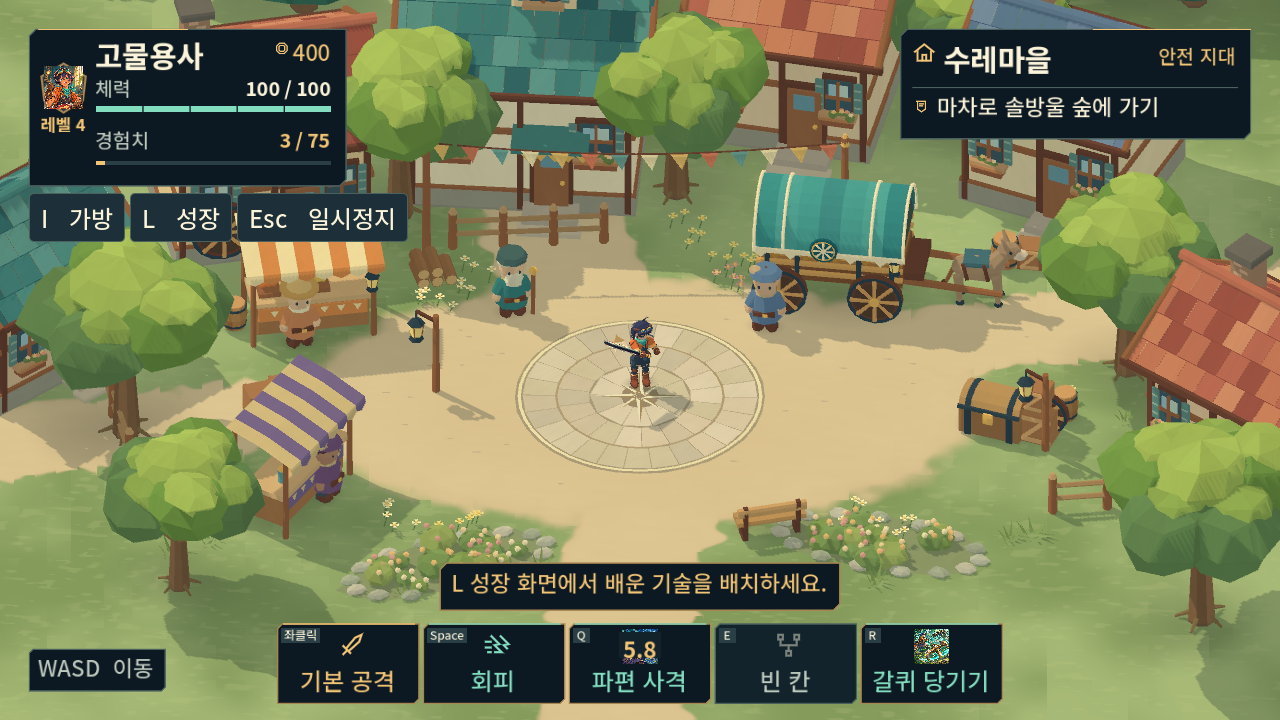 고물용사
400
체력 100 / 100
레벨 4
경험치 3 / 75
I 가방
L 성장
Esc 일시정지
수레마을 안전 지대
마차로 솔방울 숲에 가기
L 성장 화면에서 배운 기술을 배치하세요.
WASD 이동
좌클릭
기본 공격
Space
회피
Q
5.8
파편 사격
E
빈 칸
R
갈퀴 당기기